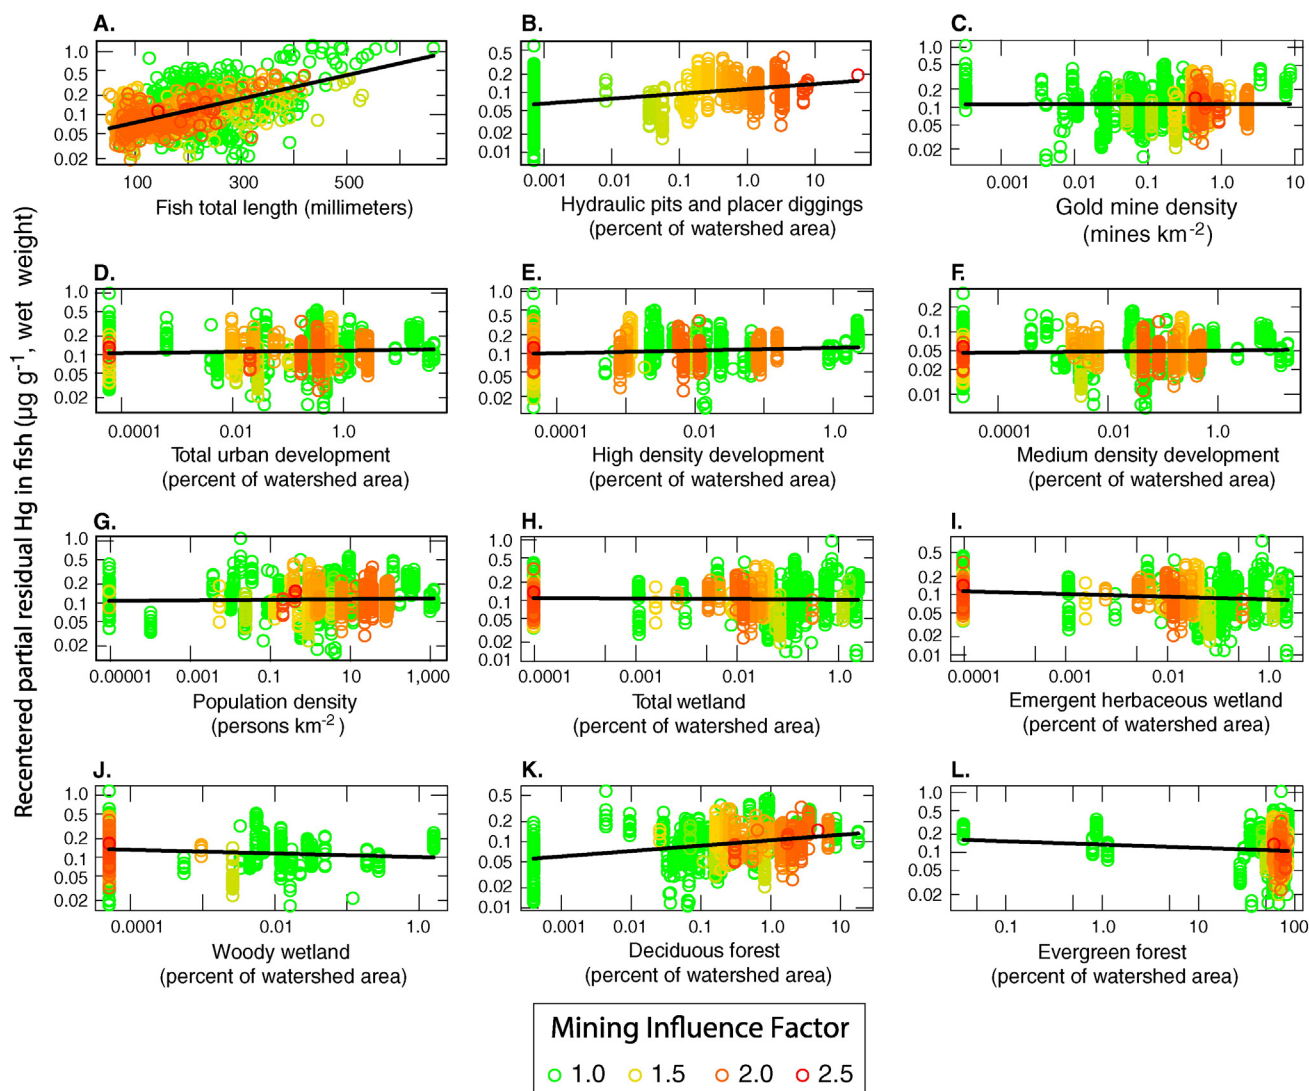 Recentered partial residual Hg in fish (µg g-1, wet weight)
A.
1.0
0.5
0.2
0.1
0.05
0.02
100 300 500
Fish total length (millimeters)
B.
0.5
0.2
0.1
0.05
0.01
0.001 0.1 1.0 10
Hydraulic pits and placer diggings
(percent of watershed area)
C.
1.0
0.5
0.2
0.1
0.05
0.02
0.001 0.01 0.1 1.0 10
Gold mine density
(mines km-2)
D.
1.0
0.5
0.2
0.1
0.05
0.02
0.0001 0.01 1.0
Total urban development
(percent of watershed area)
E.
1.0
0.5
0.2
0.1
0.05
0.02
0.01
0.0001 0.01 1.0
High density development
(percent of watershed area)
F.
0.2
0.1
0.05
0.01
0.0001 0.01 1.0
Medium density development
(percent of watershed area)
G.
1.0
0.5
0.2
0.1
0.05
0.02
0.00001 0.001 0.1 10 1,000
Population density
(persons km-2)
H.
1.0
0.5
0.2
0.1
0.05
0.02
0.01
0.0001 0.001 0.01 1.0
Total wetland
(percent of watershed area)
I.
0.5
0.2
0.1
0.05
0.02
0.01
0.0001 0.001 0.01 1.0
Emergent herbaceous wetland
(percent of watershed area)
J.
1.0
0.5
0.2
0.1
0.05
0.02
0.0001 0.01 0.1 1.0
Woody wetland
(percent of watershed area)
K.
0.5
0.2
0.1
0.05
0.02
0.01
0.001 0.01 0.1 1.0 10
Deciduous forest
(percent of watershed area)
L.
1.0
0.5
0.2
0.1
0.05
0.02
0.1 1.0 10 100
Evergreen forest
(percent of watershed area)
Mining Influence Factor
1.0 1.5 2.0 2.5